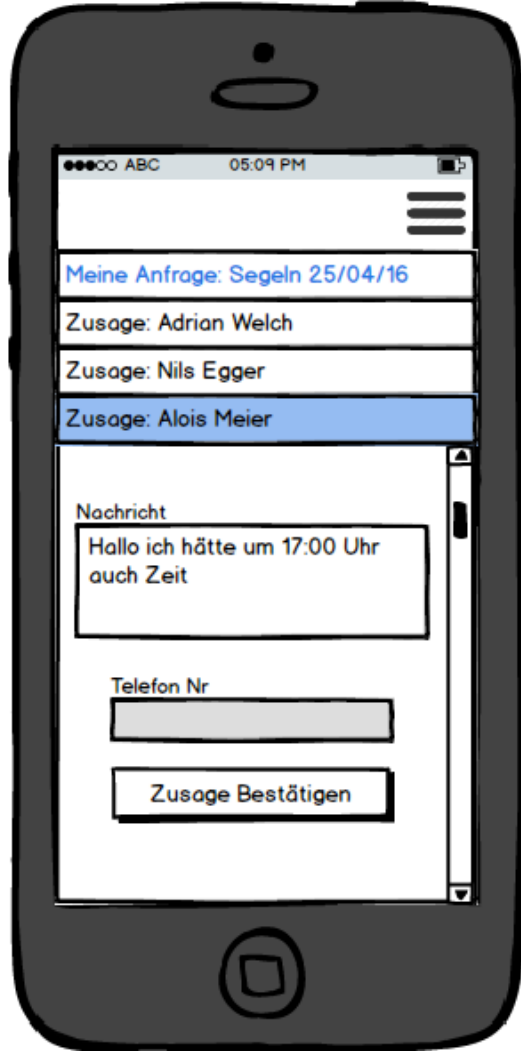 ABC 05:09 PM
Meine Anfrage: Segeln 25/04/16
Zusage: Adrian Welch
Zusage: Nils Egger
Zusage: Alois Meier
Nachricht
Hallo ich hätte um 17:00 Uhr
auch Zeit
Telefon Nr
Zusage Bestätigen